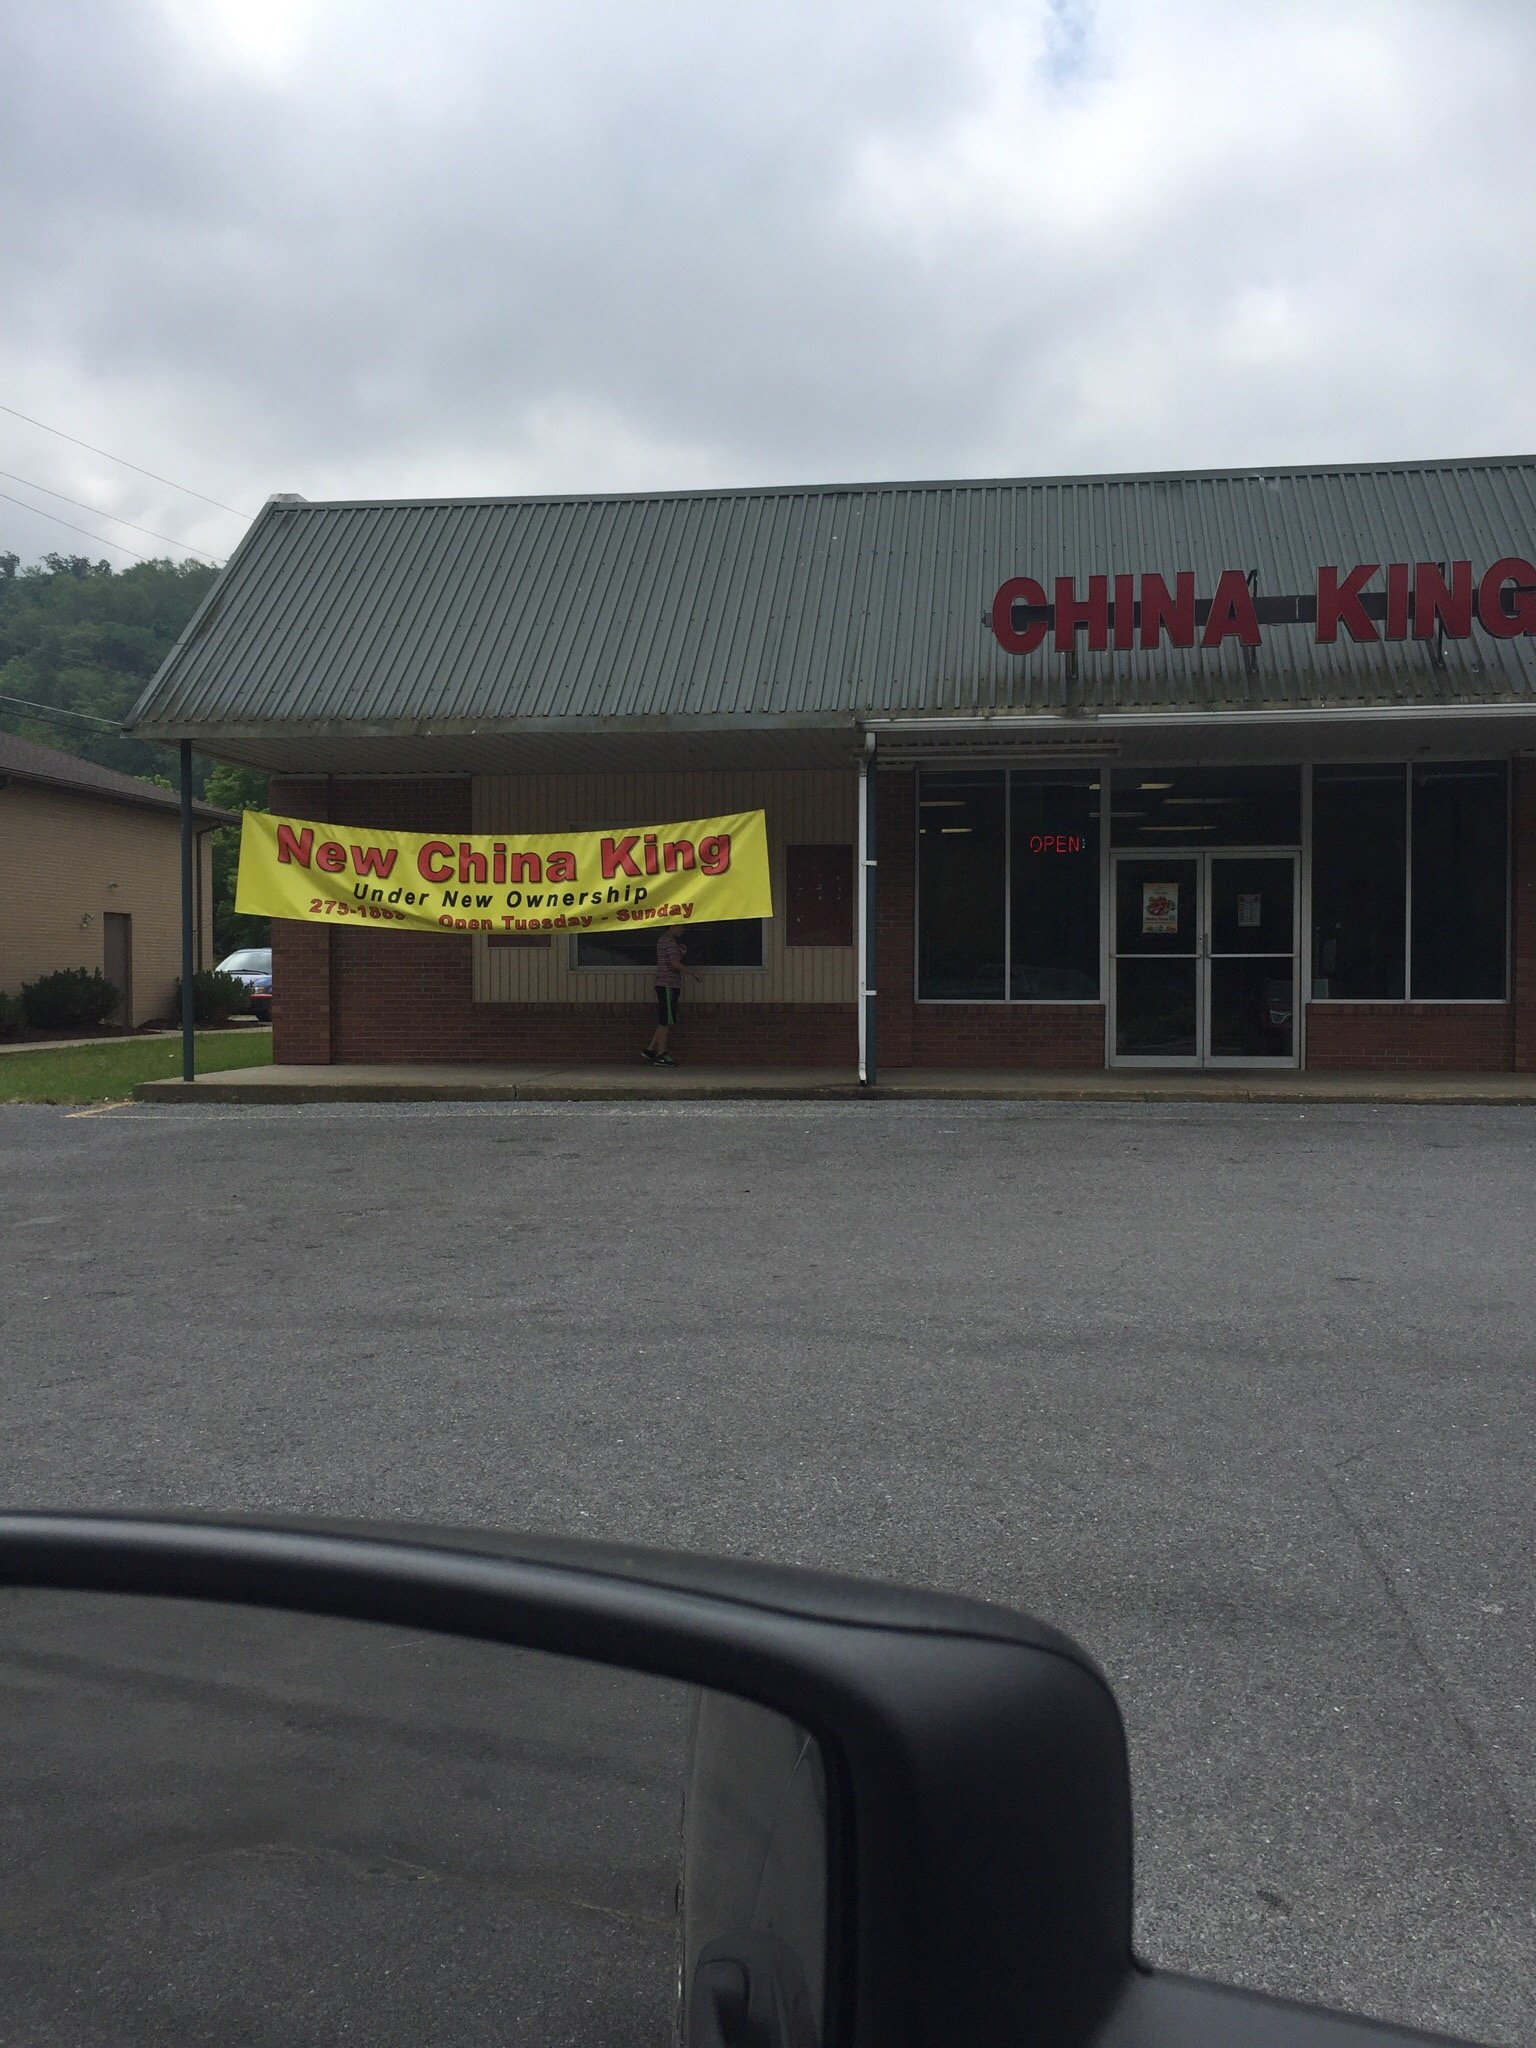 CHINA KING
New China King
Under New Ownership
Open Tuesday - Sunday
OPEN